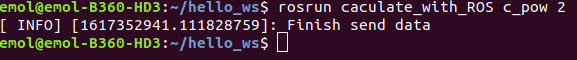 emol@emol-B360-HD3:~/hello_ws$ rosrun caculate_with_ROS c_pow 2
[ INFO] [1617352941.111828759]: Finish send data
emol@emol-B360-HD3:~/hello_ws$